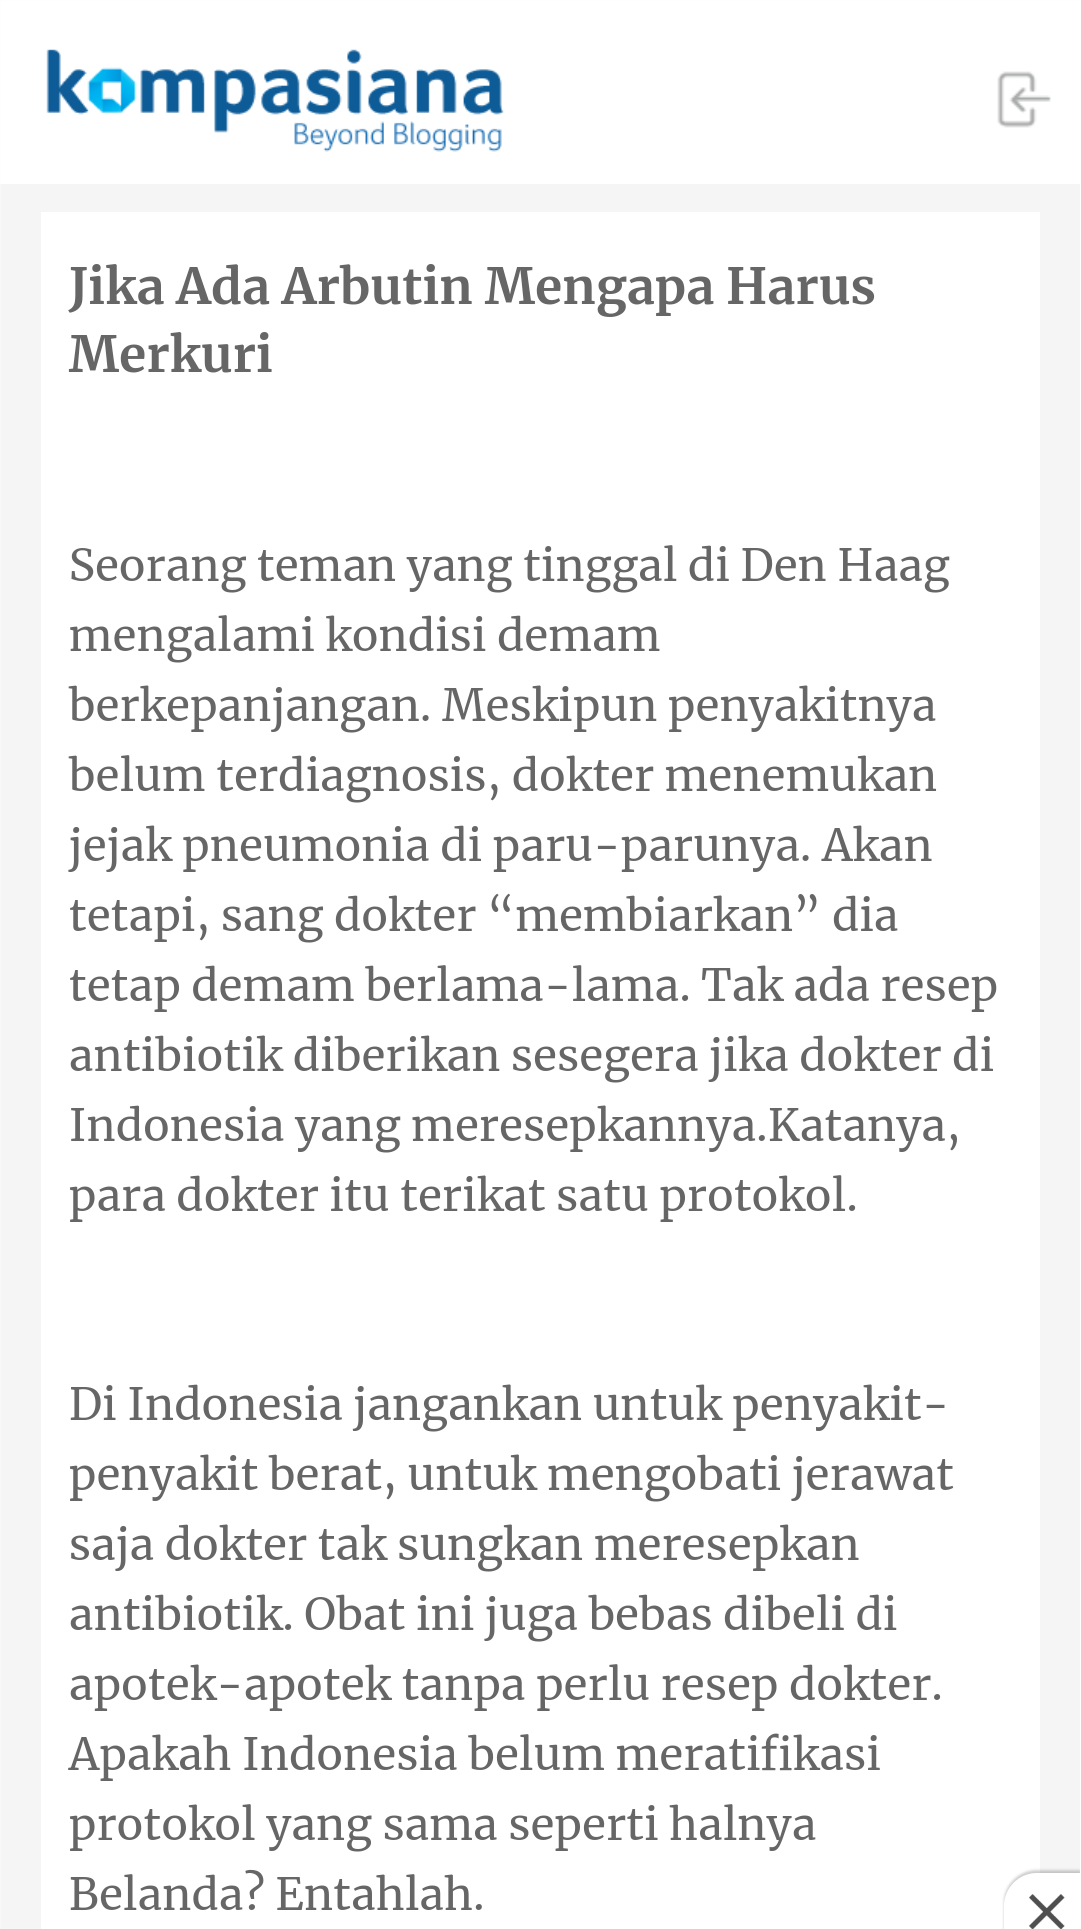 kompasiana
Beyond Blogging
Jika Ada Arbutin Mengapa Harus
Merkuri
Seorang teman yang tinggal di Den Haag
mengalami kondisi demam
berkepanjangan. Meskipun penyakitnya
belum terdiagnosis, dokter menemukan
jejak pneumonia di paru-parunya. Akan
tetapi, sang dokter “membiarkan” dia
tetap demam berlama-lama. Tak ada resep
antibiotik diberikan sesegera jika dokter di
Indonesia yang meresepkannya.Katanya,
para dokter itu terikat satu protokol.
Di Indonesia jangankan untuk penyakit-
penyakit berat, untuk mengobati jerawat
saja dokter tak sungkan meresepkan
antibiotik. Obat ini juga bebas dibeli di
apotek-apotek tanpa perlu resep dokter.
Apakah Indonesia belum meratifikasi
protokol yang sama seperti halnya
Belanda? Entahlah.